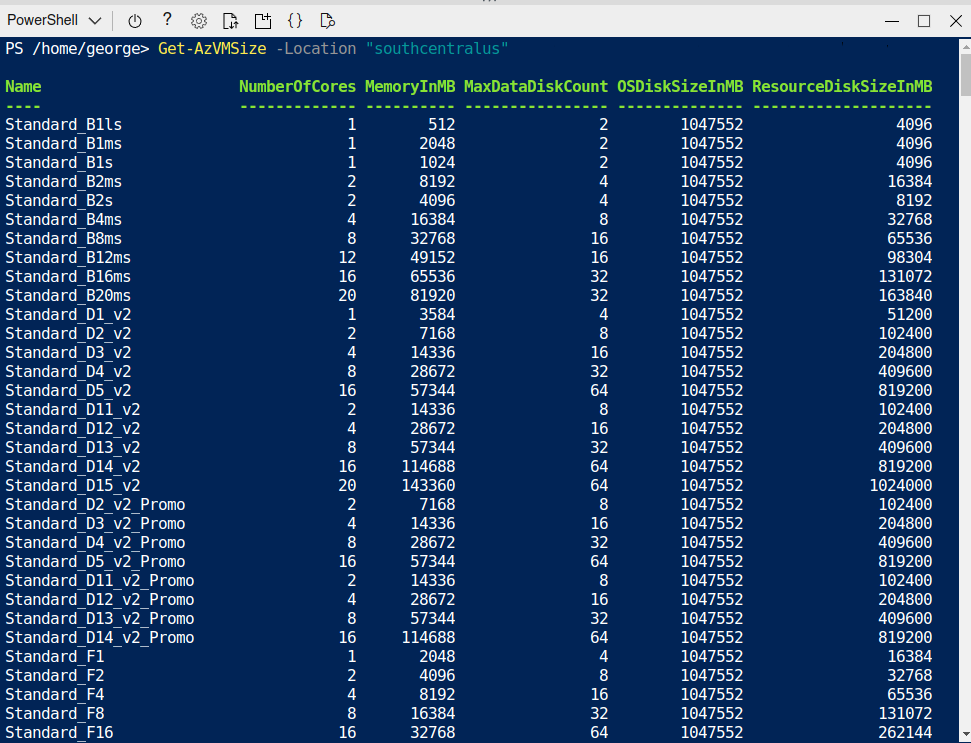 PowerShell ? {}
PS /home/george> Get-AzVMSize -Location "southcentralus"
Name NumberOfCores MemoryInMB MaxDataDiskCount OSDiskSizeInMB ResourceDiskSizeInMB
---- ------------- ---------- ---------------- -------------- --------------------
Standard_B1ls 1 512 2 1047552 4096
Standard_B1ms 1 2048 2 1047552 4096
Standard_B1s 1 1024 2 1047552 4096
Standard_B2ms 2 8192 4 1047552 16384
Standard_B2s 2 4096 4 1047552 8192
Standard_B4ms 4 16384 8 1047552 32768
Standard_B8ms 8 32768 16 1047552 65536
Standard_B12ms 12 49152 16 1047552 98304
Standard_B16ms 16 65536 32 1047552 131072
Standard_B20ms 20 81920 32 1047552 163840
Standard_D1_v2 1 3584 4 1047552 51200
Standard_D2_v2 2 7168 8 1047552 102400
Standard_D3_v2 4 14336 16 1047552 204800
Standard_D4_v2 8 28672 32 1047552 409600
Standard_D5_v2 16 57344 64 1047552 819200
Standard_D11_v2 2 14336 8 1047552 102400
Standard_D12_v2 4 28672 16 1047552 204800
Standard_D13_v2 8 57344 32 1047552 409600
Standard_D14_v2 16 114688 64 1047552 819200
Standard_D15_v2 20 143360 64 1047552 1024000
Standard_D2_v2_Promo 2 7168 8 1047552 102400
Standard_D3_v2_Promo 4 14336 16 1047552 204800
Standard_D4_v2_Promo 8 28672 32 1047552 409600
Standard_D5_v2_Promo 16 57344 64 1047552 819200
Standard_D11_v2_Promo 2 14336 8 1047552 102400
Standard_D12_v2_Promo 4 28672 16 1047552 204800
Standard_D13_v2_Promo 8 57344 32 1047552 409600
Standard_D14_v2_Promo 16 114688 64 1047552 819200
Standard_F1 1 2048 4 1047552 16384
Standard_F2 2 4096 8 1047552 32768
Standard_F4 4 8192 16 1047552 65536
Standard_F8 8 16384 32 1047552 131072
Standard_F16 16 32768 64 1047552 262144